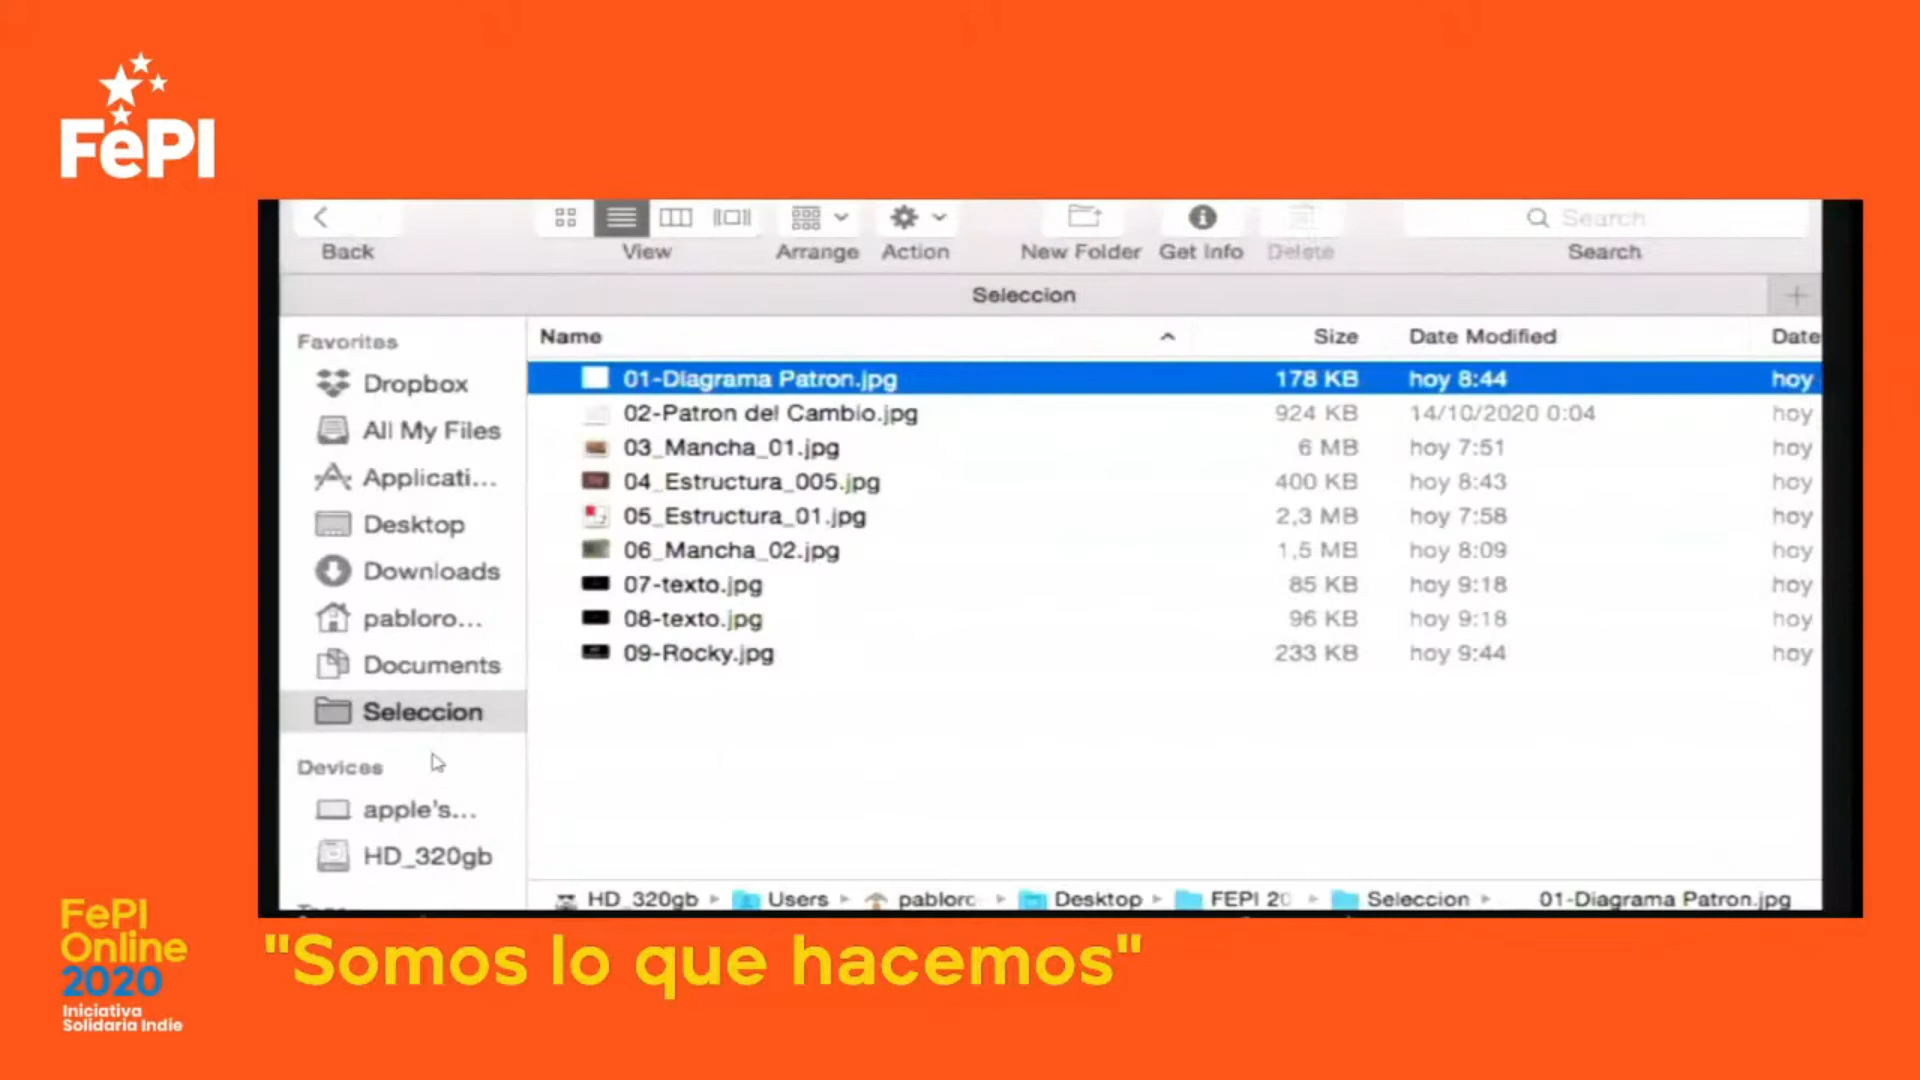 FePI
Back
View
Arrange
Action
New Folder
Get Info
Delete
Search
Search
Seleccion
Favorites
Dropbox
All My Files
Applicati...
Desktop
Downloads
pabloro...
Documents
Seleccion
Devices
apple's...
HD_320gb
Name Size Date Modified Date
01-Diagrama Patron.jpg 178 KB hoy 8:44 hoy
02-Patron del Cambio.jpg 924 KB 14/10/2020 0:04 hoy
03_Mancha_01.jpg 6 MB hoy 7:51 hoy
04_Estructura_005.jpg 400 KB hoy 8:43 hoy
05_Estructura_01.jpg 2,3 MB hoy 7:58 hoy
06_Mancha_02.jpg 1,5 MB hoy 8:09 hoy
07-texto.jpg 85 KB hoy 9:18 hoy
08-texto.jpg 96 KB hoy 9:18 hoy
09-Rocky.jpg 233 KB hoy 9:44 hoy
HD_320gb Users pabloro Desktop FEPI 20 Seleccion 01-Diagrama Patron.jpg
FePI
Online
2020
Iniciativa
Solidaria Indie
"Somos lo que hacemos"